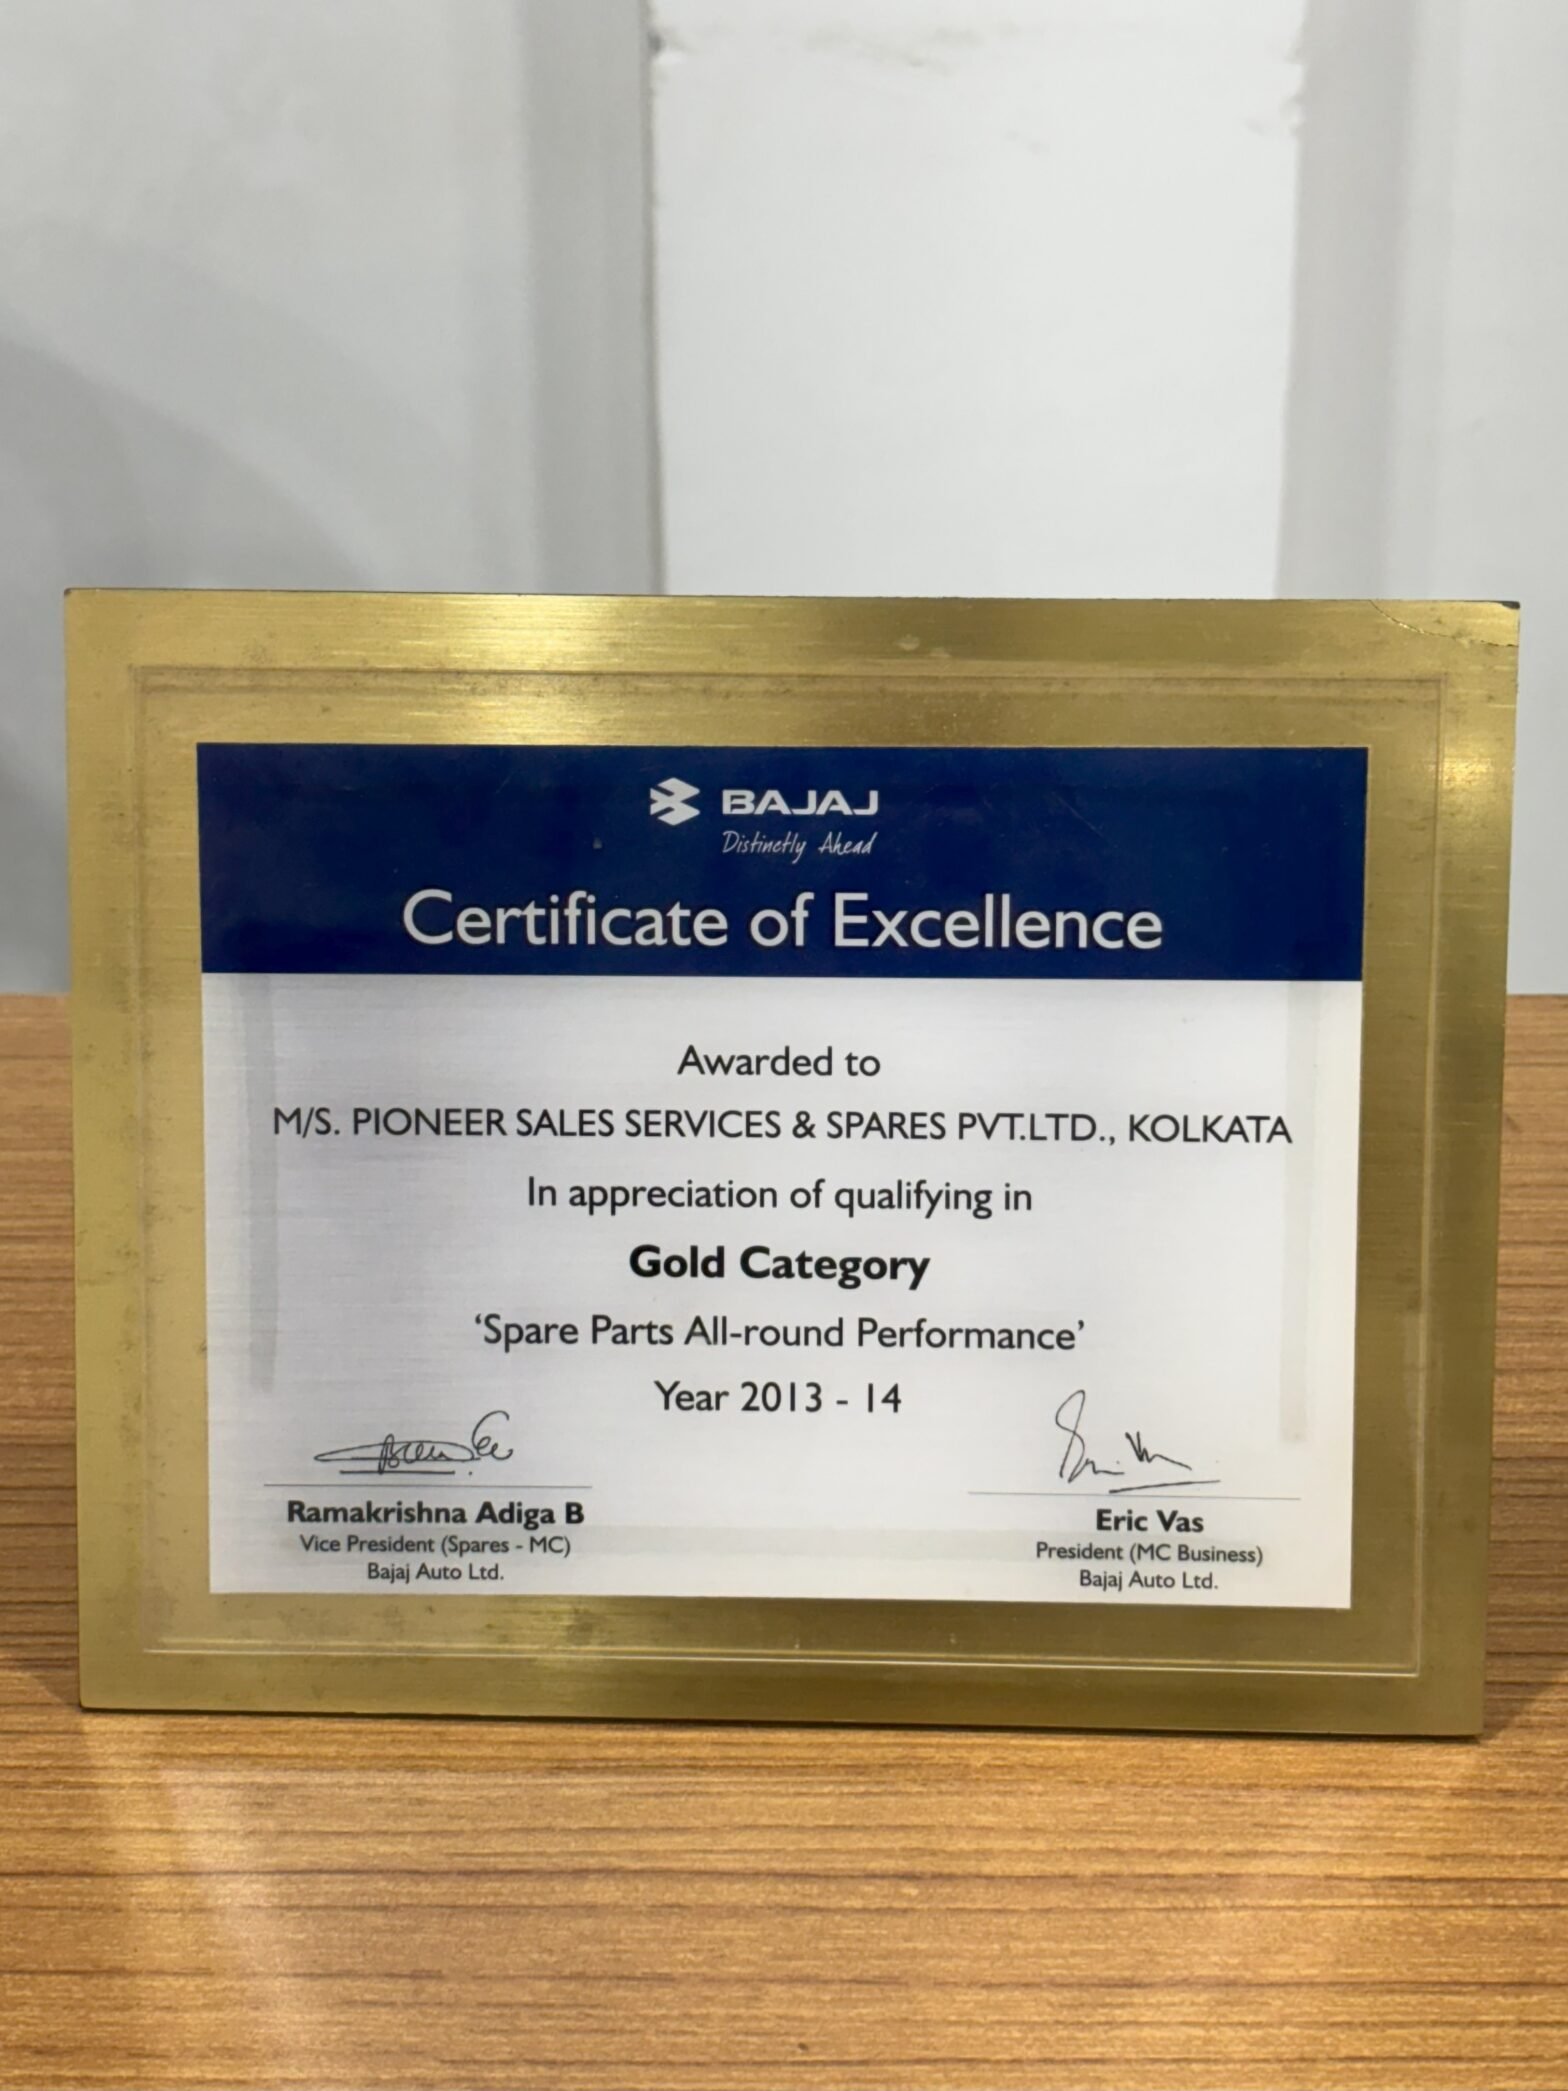 BAJAJ
Distinctly Ahead
Certificate of Excellence
Awarded to
M/S. PIONEER SALES SERVICES & SPARES PVT.LTD., KOLKATA
In appreciation of qualifying in
Gold Category
‘Spare Parts All-round Performance’
Year 2013 - 14
Ramakrishna Adiga B
Vice President (Spares - MC)
Bajaj Auto Ltd.
Eric Vas
President (MC Business)
Bajaj Auto Ltd.